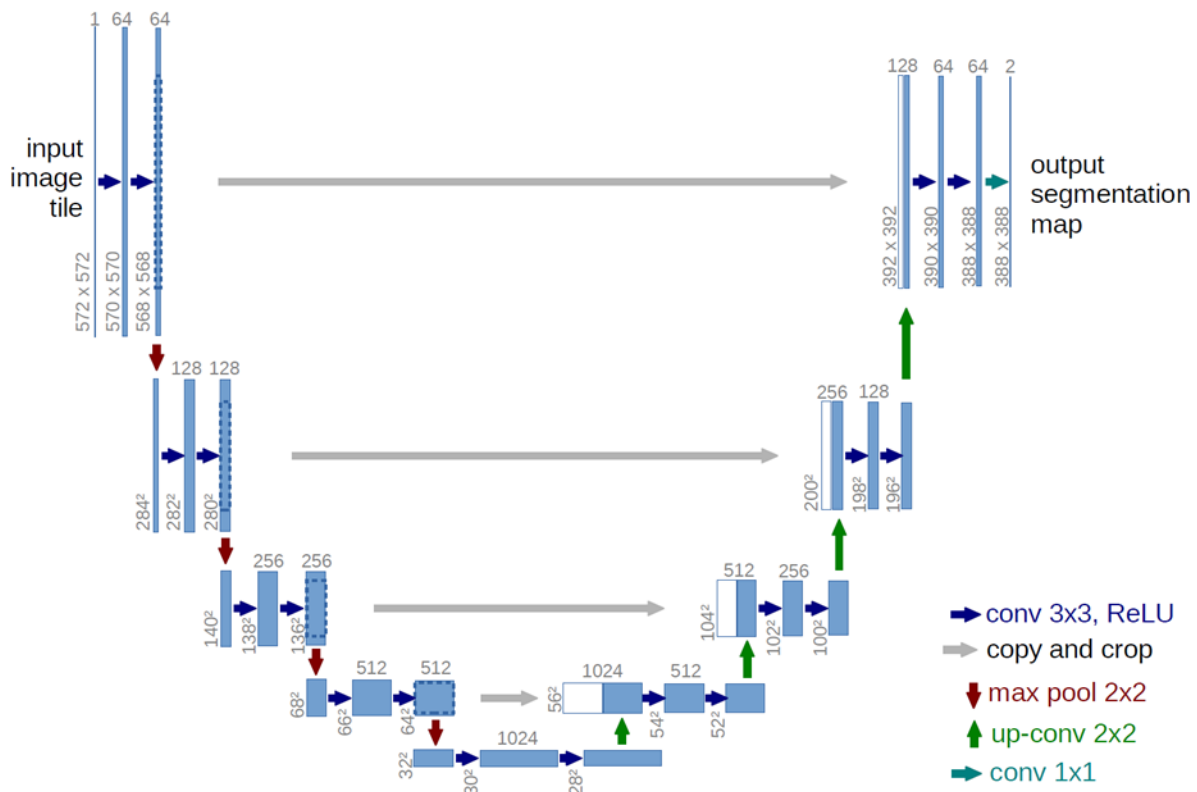 1 64 64
input
image
tile
572 x 572
570 x 570
568 x 568
128 64 64 2
output
segmentation
map
392 x 392
390 x 390
388 x 388
388 x 388
128 128
284²
282²
280²
256 128
200²
198²
196²
256 256
140²
138²
136²
512 256
104²
102²
100²
512 512
68²
66²
64²
1024 512
56²
54²
52²
1024
32²
30²
28²
conv 3x3, ReLU
copy and crop
max pool 2x2
up-conv 2x2
conv 1x1